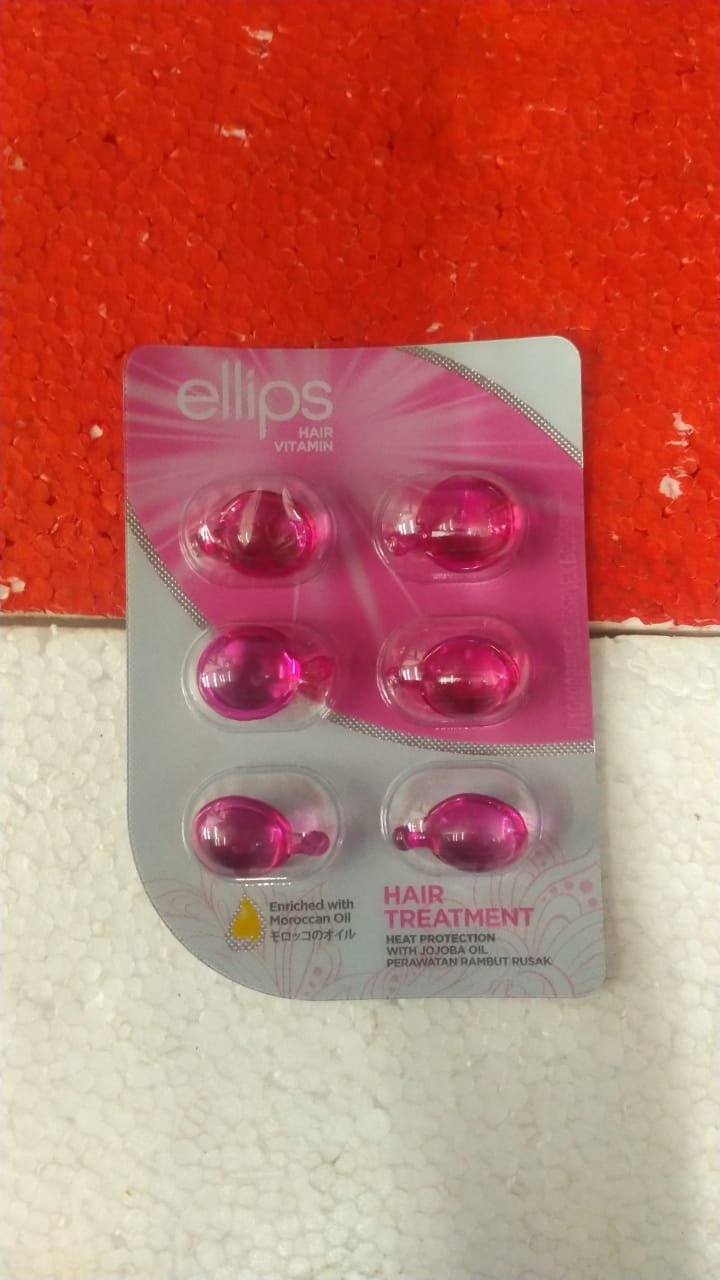 ellips
HAIR
VITAMIN
Enriched with
Moroccan Oil
モロッコのオイル
HAIR
TREATMENT
HEAT PROTECTION
WITH JOJOBA OIL
PERAWATAN RAMBUT RUSAK